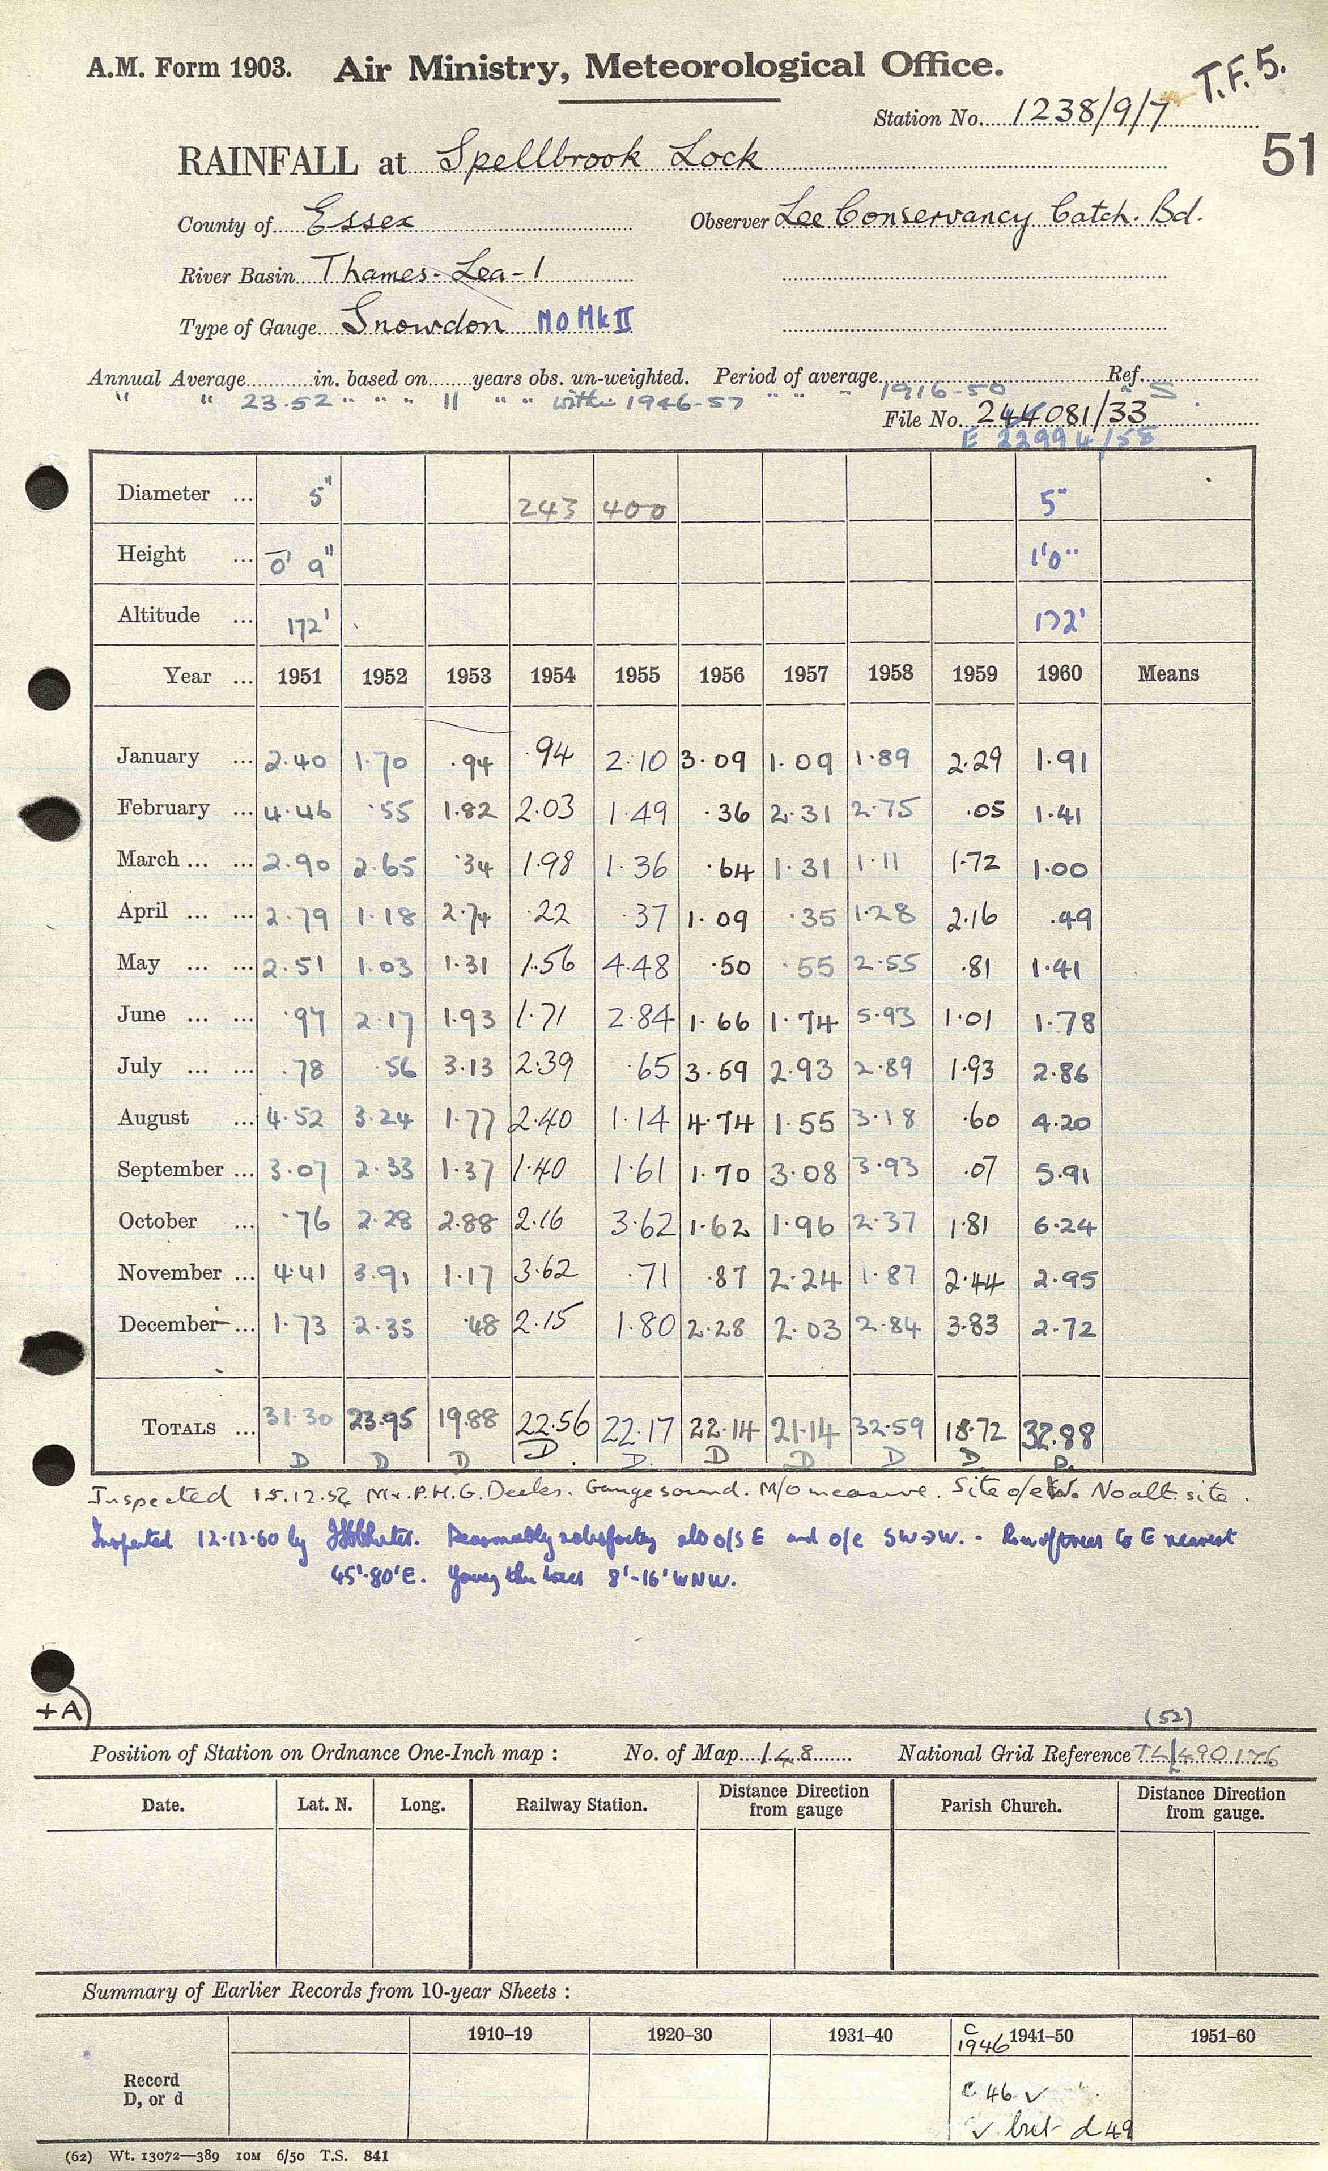 A.M. Form 1903. Air Ministry, Meteorological Office. T.F. 5.
Station No. 1238/9/7
51
RAINFALL at Spellbrook Lock
County of Essex Observer Lee Conservancy Catch. Bd.
River Basin Thames-Lea-1
Type of Gauge Snowdon MO Mk II
Annual Average in. based on years obs. un-weighted. Period of average Ref.
" " 23.52 " " " 11 " " within 1946-57 " " " 1916-50 " S
File No. 244081/33
E 22994/58
Diameter ... 5" 243 400 5"
Height ... 0' 9" 1'0"
Altitude ... 172' 172'
Year ... 1951 1952 1953 1954 1955 1956 1957 1958 1959 1960 Means
January ... 2.40 1.70 .94 .94 2.10 3.09 1.09 1.89 2.29 1.91
February ... 4.46 .55 1.82 2.03 1.49 .36 2.31 2.75 .05 1.41
March ... ... 2.90 2.65 .34 1.98 1.36 .64 1.31 1.11 1.72 1.00
April ... ... 2.79 1.18 2.74 .22 .37 1.09 .35 1.28 2.16 .49
May ... ... 2.51 1.03 1.31 1.56 4.48 .50 .55 2.55 .81 1.41
June ... ... .97 2.17 1.93 1.71 2.84 1.66 1.74 5.93 1.01 1.78
July ... ... .78 .56 3.13 2.39 .65 3.59 2.93 2.89 1.93 2.86
August ... 4.52 3.24 1.77 2.40 1.14 4.74 1.55 3.18 .60 4.20
September ... 3.07 2.33 1.37 1.40 1.61 1.70 3.08 3.93 .07 5.91
October ... .76 2.28 2.88 2.16 3.62 1.62 1.96 2.37 1.81 6.24
November ... 4.41 3.91 1.17 3.62 .71 .87 2.24 1.87 2.44 2.95
December ... 1.73 2.35 .48 2.15 1.80 2.28 2.03 2.84 3.83 2.72
TOTALS ... 31.30 23.95 19.88 22.56 22.17 22.14 21.14 32.59 18.72 32.88
D D D D D D D D D D.
Inspected 15.12.52 Mr. P.H.G. Deeles. Gauge sound. M/O measure. Site o/e No alt. site.
Inspected 12.12.60 by Reasonably satisfactory also o/s E and o/e SW→W. - Row of trees to E nearest
45'-80'E. Young thin trees 8'-16' WNW.
+A)
(52)
Position of Station on Ordnance One-Inch map : No. of Map 148 National Grid Reference TL/490176
Date. Lat. N. Long. Railway Station. Distance Direction from gauge Parish Church. Distance Direction from gauge.
Summary of Earlier Records from 10-year Sheets :
1910–19 1920–30 1931–40 C 1946 1941–50 1951–60
Record
D, or d
c 46 ✓
✓ but d 49
(62) Wt. 13072—389 10M 6/50 T.S. 841